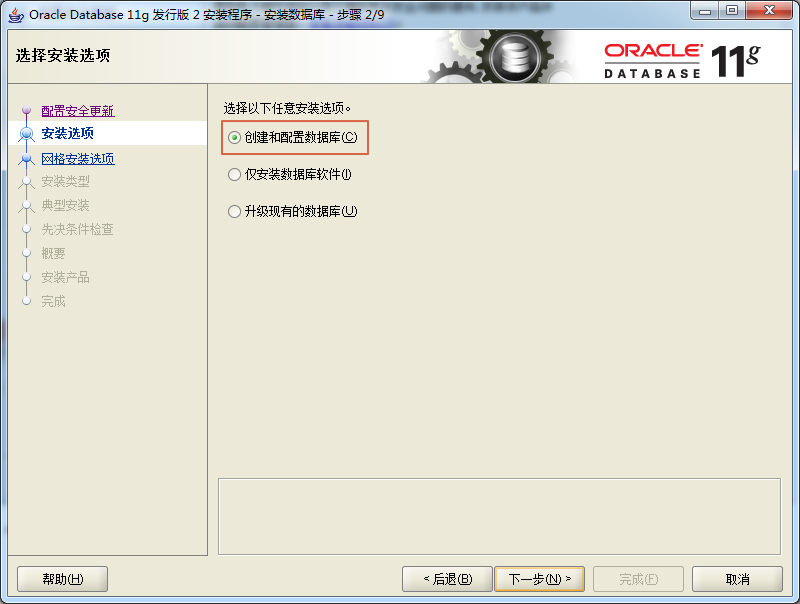 Oracle Database 11g 发行版 2 安装程序 - 安装数据库 - 步骤 2/9
选择安装选项
ORACLE
DATABASE
11g
配置安全更新
安装选项
网格安装选项
安装类型
典型安装
先决条件检查
概要
安装产品
完成
选择以下任意安装选项。
创建和配置数据库(C)
仅安装数据库软件(I)
升级现有的数据库(U)
帮助(H)
< 后退(B)
下一步(N) >
完成(F)
取消